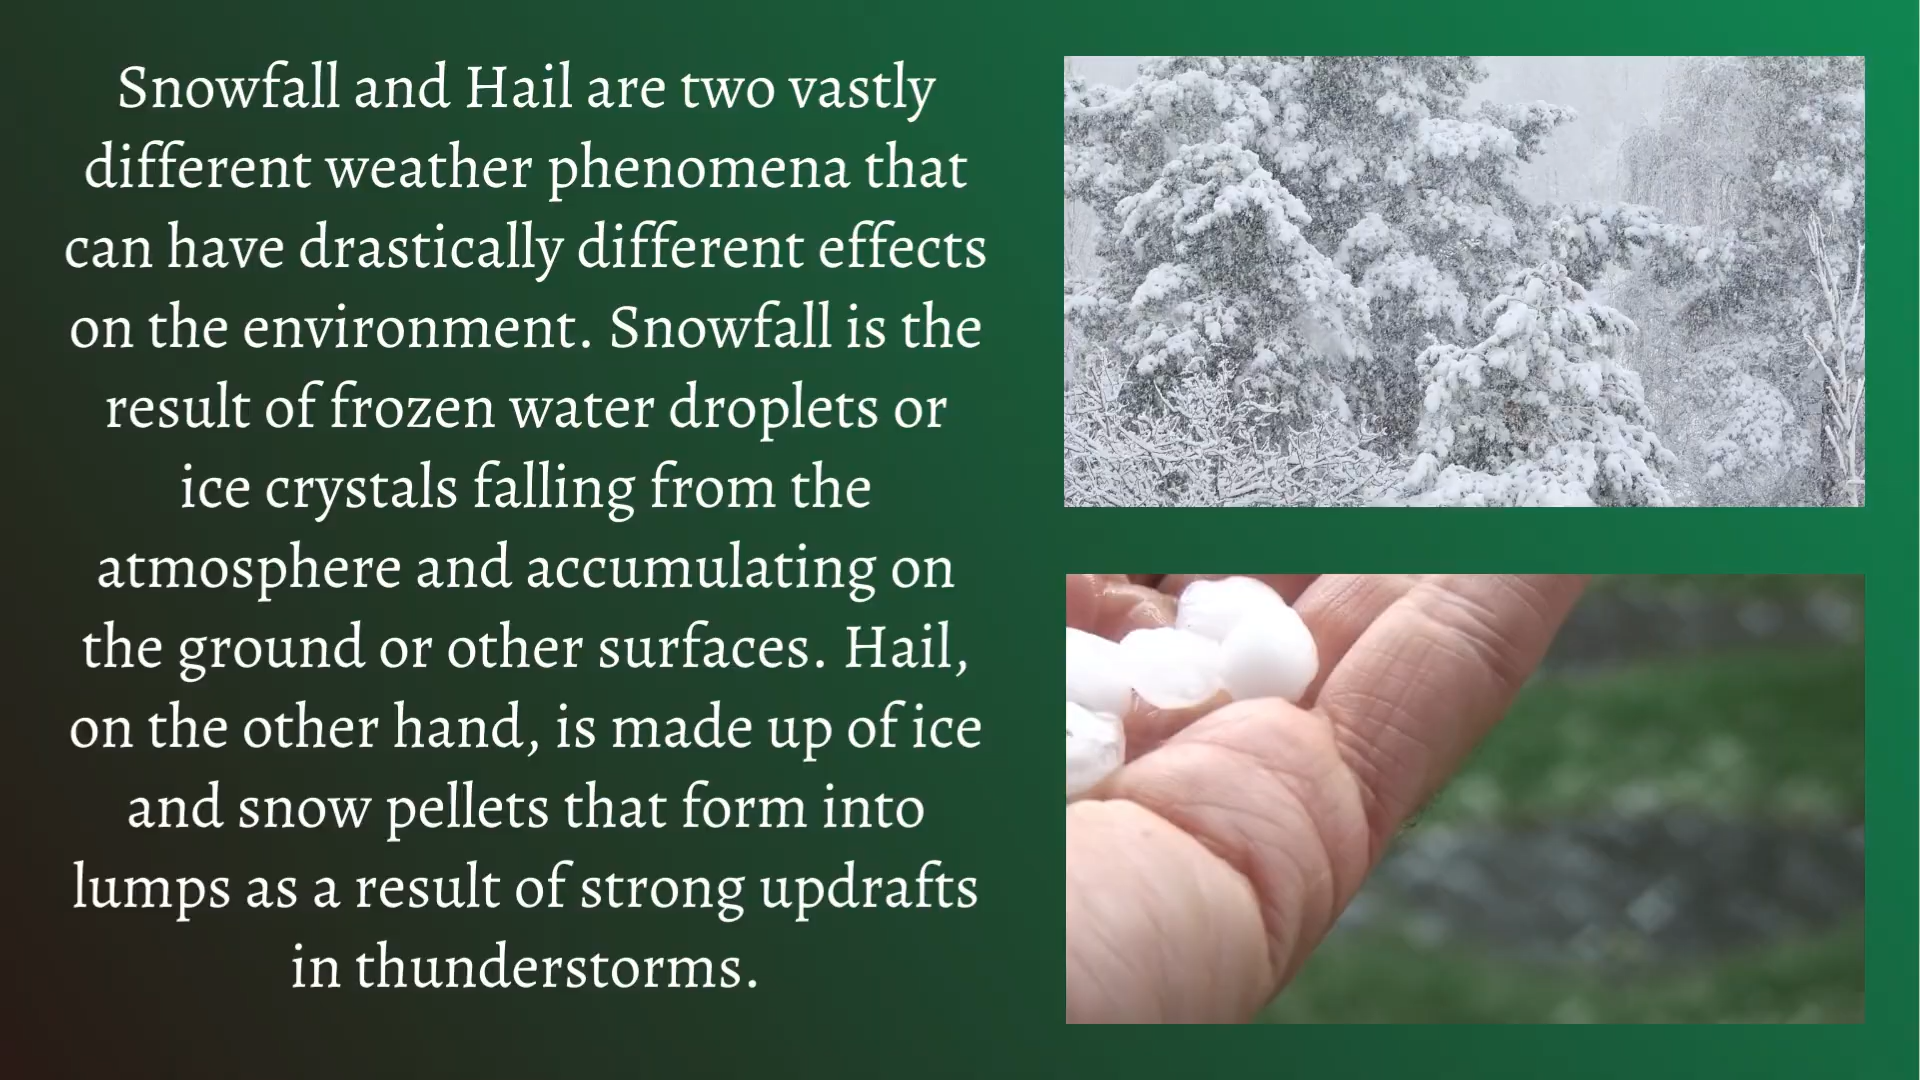 Snowfall and Hail are two vastly
different weather phenomena that
can have drastically different effects
on the environment. Snowfall is the
result of frozen water droplets or
ice crystals falling from the
atmosphere and accumulating on
the ground or other surfaces. Hail,
on the other hand, is made up of ice
and snow pellets that form into
lumps as a result of strong updrafts
in thunderstorms.